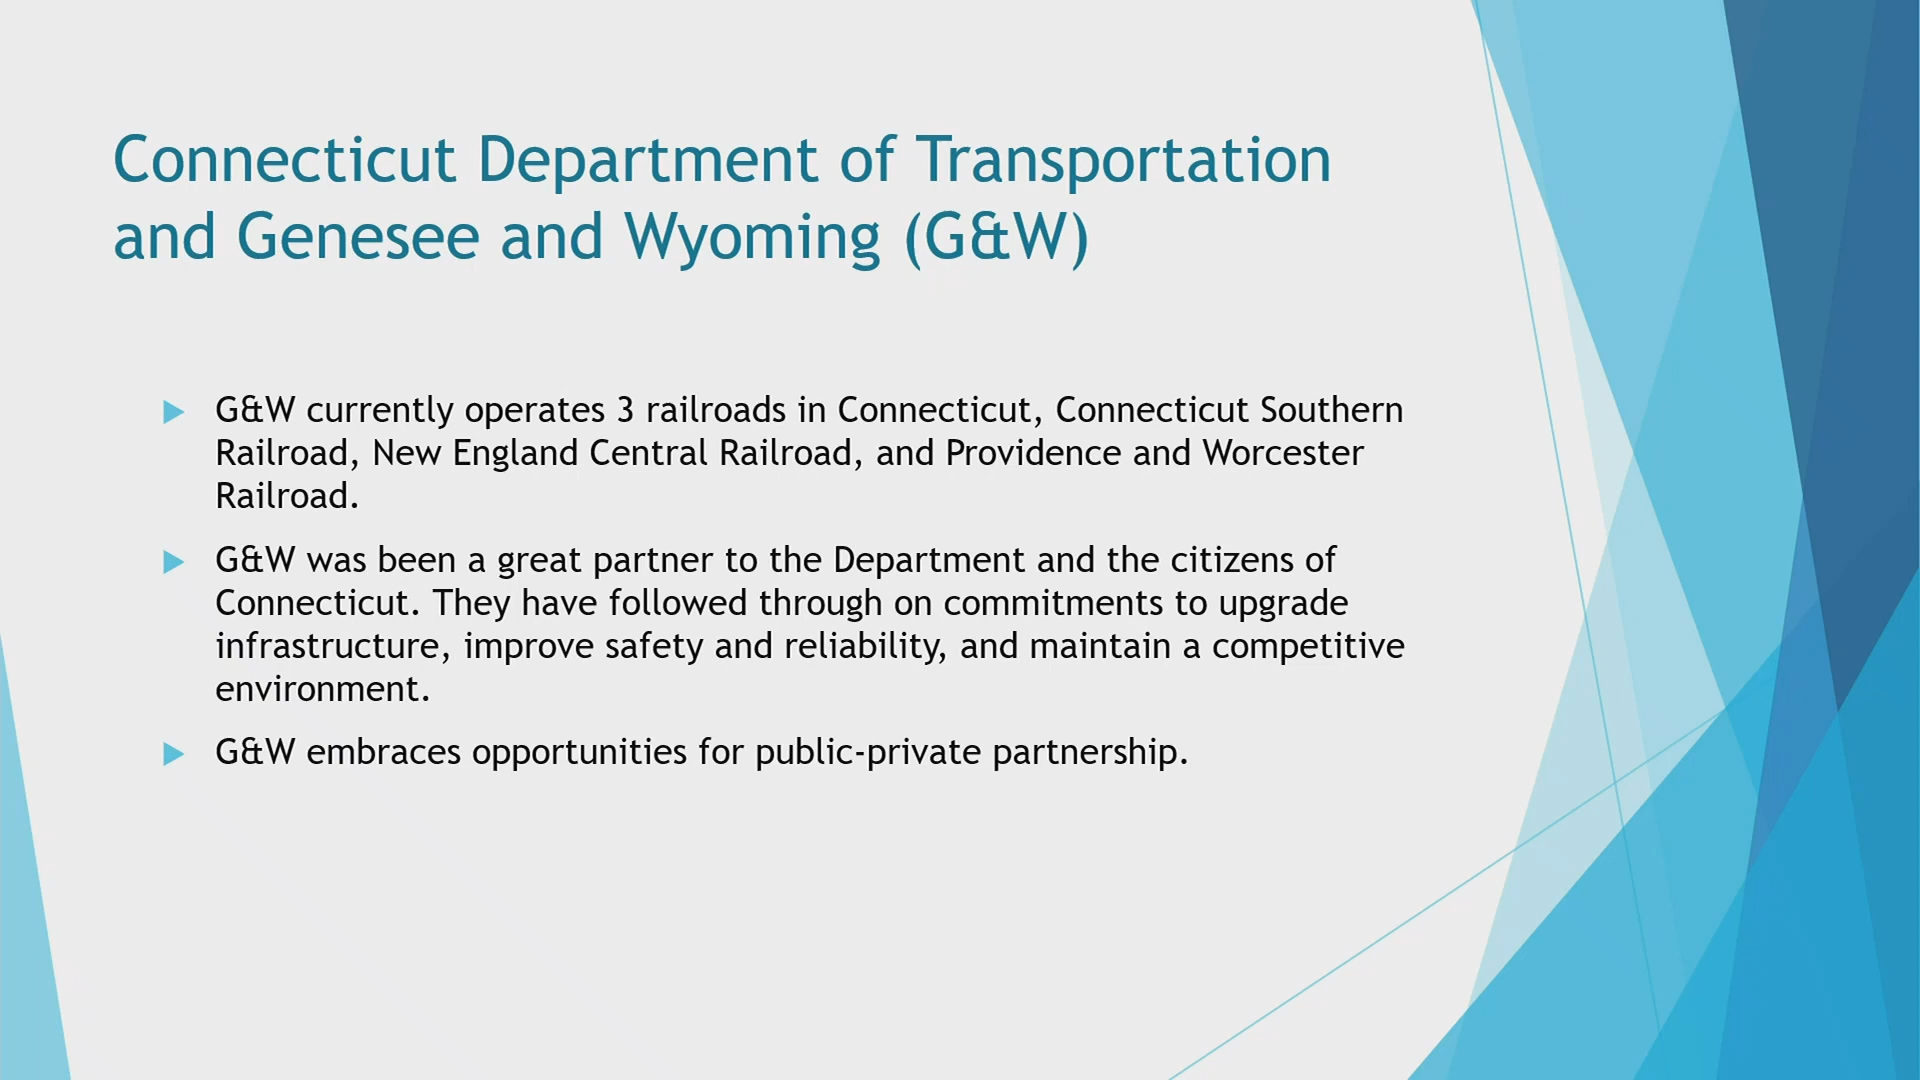 Connecticut Department of Transportation
and Genesee and Wyoming (G&W)
G&W currently operates 3 railroads in Connecticut, Connecticut Southern
Railroad, New England Central Railroad, and Providence and Worcester
Railroad.
G&W was been a great partner to the Department and the citizens of
Connecticut. They have followed through on commitments to upgrade
infrastructure, improve safety and reliability, and maintain a competitive
environment.
G&W embraces opportunities for public-private partnership.